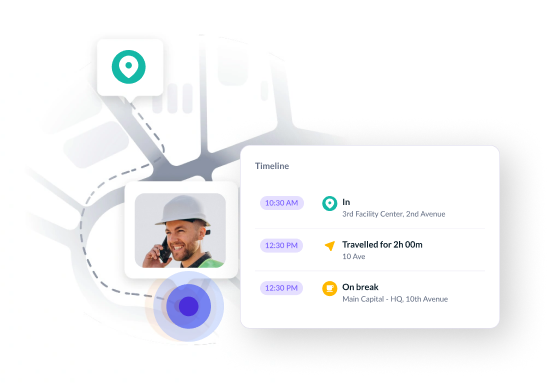 Timeline
10:30 AM
In
3rd Facility Center, 2nd Avenue
12:30 PM
Travelled for 2h 00m
10 Ave
12:30 PM
On break
Main Capital - HQ, 10th Avenue